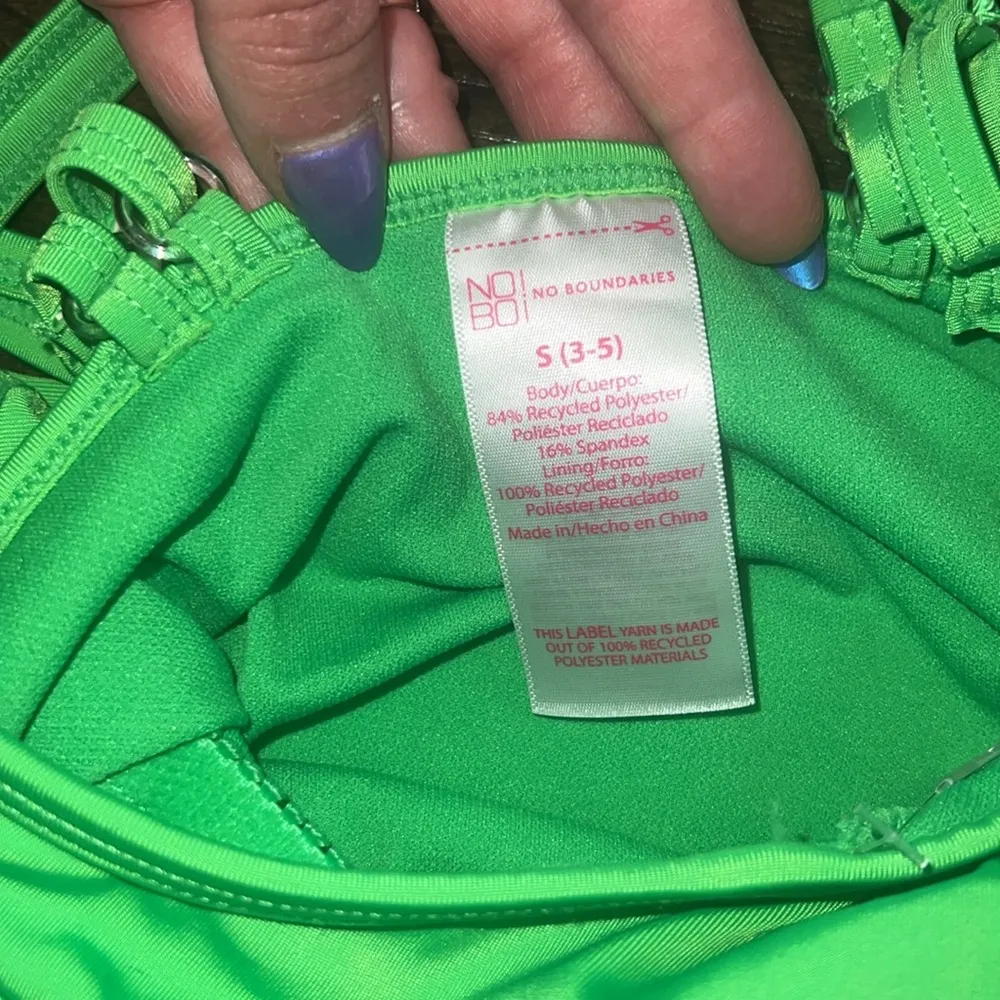 NO!
BO!
NO BOUNDARIES
S (3-5)
Body/Cuerpo:
84% Recycled Polyester/
Poliéster Reciclado
16% Spandex
Lining/Forro:
100% Recycled Polyester/
Poliéster Reciclado
Made in/Hecho en China
THIS LABEL YARN IS MADE
OUT OF 100% RECYCLED
POLYESTER MATERIALS